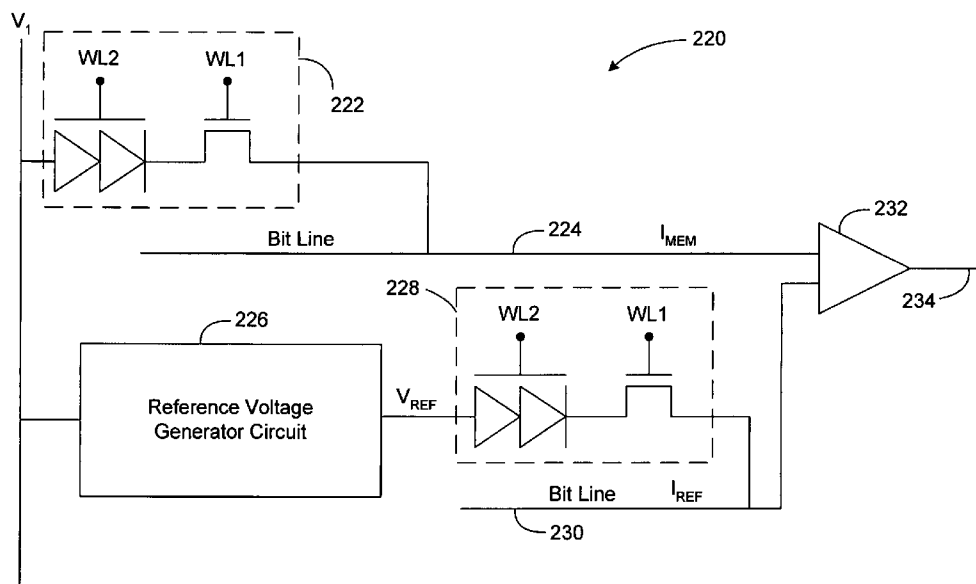 V1
WL2
WL1
220
222
232
Bit Line
224
IMEM
234
228
226
WL2
WL1
Reference Voltage
Generator Circuit
VREF
Bit Line
IREF
230